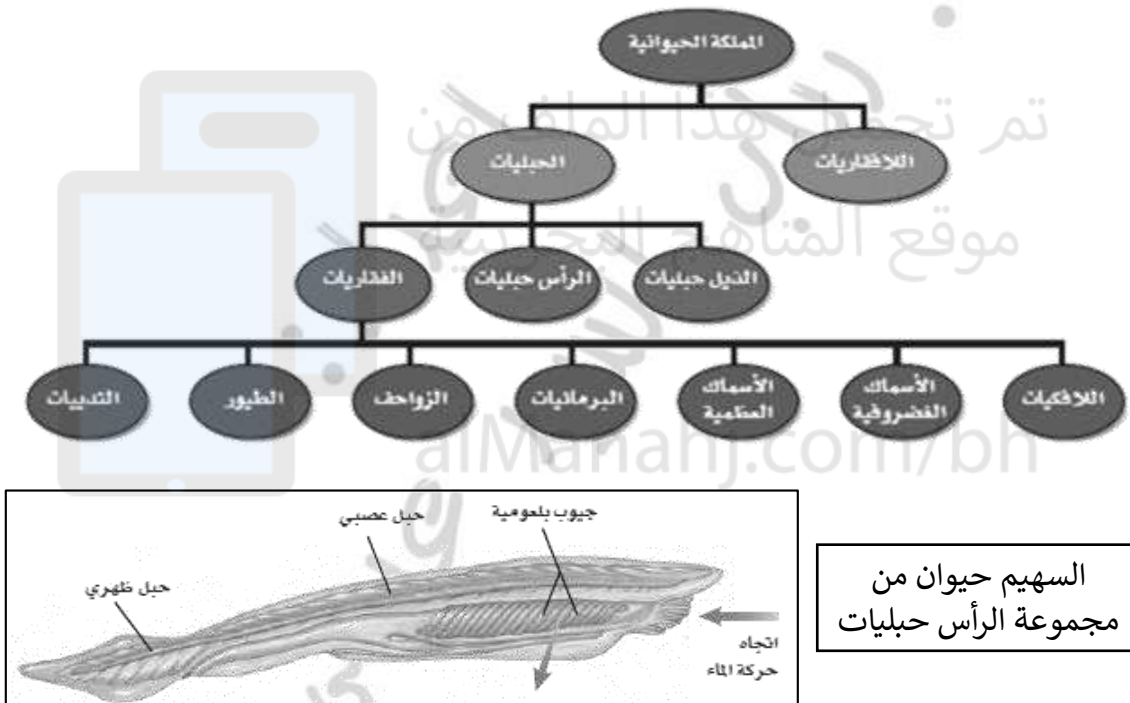 المملكة الحيوانية
تم تحميل هذا الملف من
اللافقاريات
الحبليات
موقع المناهج البحرينية
الذيل حبليات
الرأس حبليات
الفقاريات
اللافكيات
الأسماك
الغضروفية
الأسماك
العظمية
البرمائيات
الزواحف
الطيور
الثدييات
alManahj.com/bh
جيوب بلعومية
حبل عصبي
حبل ظهري
اتجاه
حركة الماء
السهيم حيوان من
مجموعة الرأس حبليات